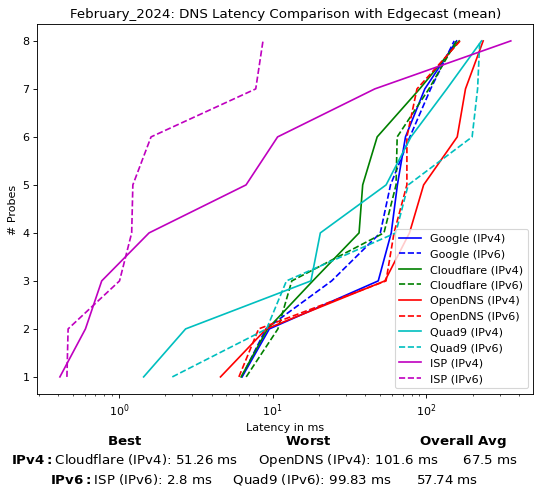 February_2024: DNS Latency Comparison with Edgecast (mean)
8
7
6
5
4
3
2
1
# Probes
Google (IPv4)
Google (IPv6)
Cloudflare (IPv4)
Cloudflare (IPv6)
OpenDNS (IPv4)
OpenDNS (IPv6)
Quad9 (IPv4)
Quad9 (IPv6)
ISP (IPv4)
ISP (IPv6)
10⁰ 10¹ 10²
Latency in ms
Best Worst Overall Avg
IPv4: Cloudflare (IPv4): 51.26 ms OpenDNS (IPv4): 101.6 ms 67.5 ms
IPv6: ISP (IPv6): 2.8 ms Quad9 (IPv6): 99.83 ms 57.74 ms